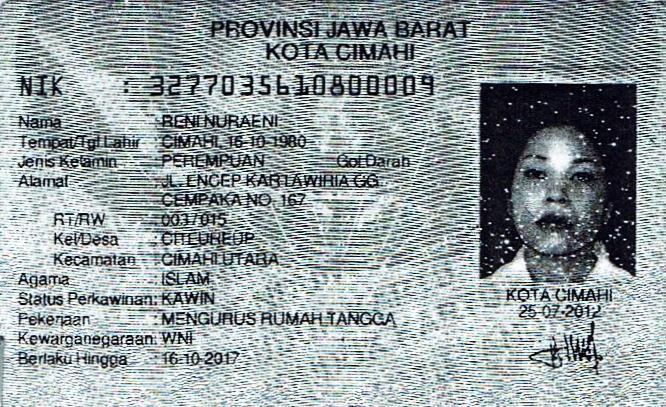 PROVINSI JAWA BARAT
KOTA CIMAHI
NIK : 3277035610800009
Nama : RENI NURAENI
Tempat/Tgl Lahir : CIMAHI, 16-10-1980
Jenis Kelamin : PEREMPUAN Gol.Darah
Alamat : JL. ENCEP KARTAWIRIA GG.
CEMPAKA NO. 167
RT/RW : 003/015
Kel/Desa : CITEUREUP
Kecamatan : CIMAHI UTARA
Agama : ISLAM
Status Perkawinan: KAWIN
Pekerjaan : MENGURUS RUMAH TANGGA
Kewarganegaraan: WNI
Berlaku Hingga : 16-10-2017
KOTA CIMAHI
25-07-2012